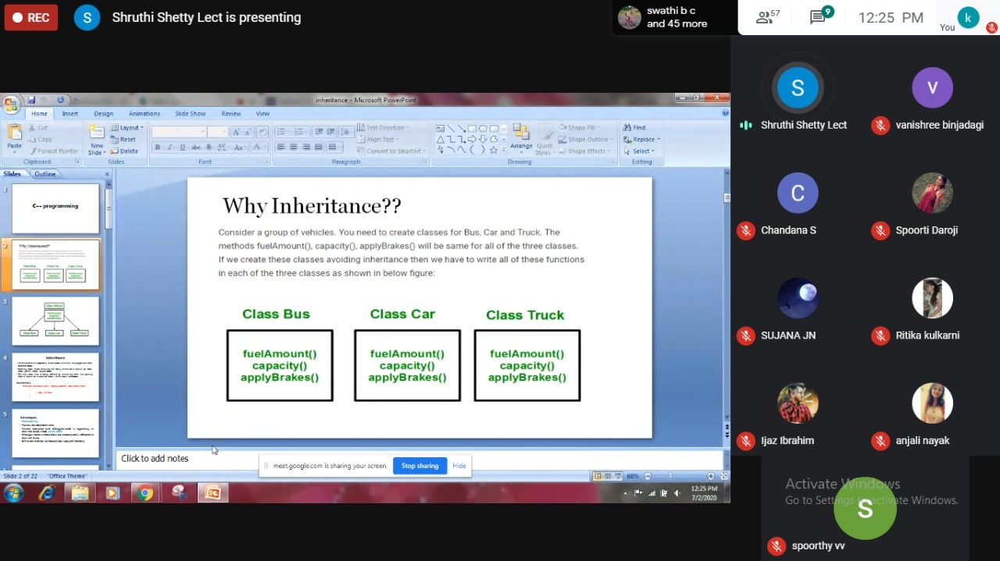 REC
S
Shruthi Shetty Lect is presenting
swathi b c
and 45 more
57
9
12:25 PM
You
k
inheritance - Microsoft PowerPoint
Home
Insert
Design
Animations
Slide Show
Review
View
Paste
Cut
Copy
Format Painter
Clipboard
New
Slide
Layout
Reset
Delete
Slides
Font
Text Direction
Align Text
Convert to SmartArt
Paragraph
Arrange
Quick
Styles
Shape Fill
Shape Outline
Shape Effects
Drawing
Find
Replace
Select
Editing
Slides
Outline
1
C++ programming
2
Why Inheritance??
3
4
Inheritance
5
Why Inheritance??
Consider a group of vehicles. You need to create classes for Bus, Car and Truck. The
methods fuelAmount(), capacity(), applyBrakes() will be same for all of the three classes.
If we create these classes avoiding inheritance then we have to write all of these functions
in each of the three classes as shown in below figure:
Class Bus
Class Car
Class Truck
fuelAmount()
capacity()
applyBrakes()
fuelAmount()
capacity()
applyBrakes()
fuelAmount()
capacity()
applyBrakes()
Click to add notes
meet.google.com is sharing your screen.
Stop sharing
Hide
Slide 2 of 22
"Office Theme"
68%
12:25 PM
7/2/2020
S
Shruthi Shetty Lect
V
vanishree binjadagi
C
Chandana S
Spoorti Daroji
SUJANA JN
Ritika kulkarni
Ijaz Ibrahim
anjali nayak
Activate Windows
Go to Settings to activate Windows.
S
spoorthy vv